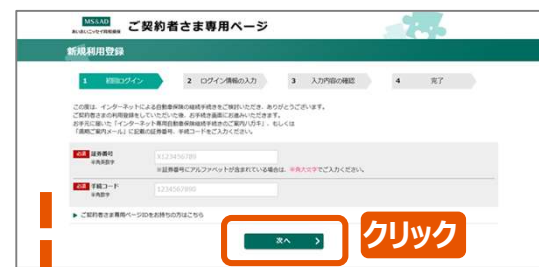 MS&AD
あいおいニッセイ同和損保
ご契約者さま専用ページ
新規利用登録
1 初回ログイン
2 ログイン情報の入力
3 入力内容の確認
4 完了
この度は、インターネットによる自動車保険の継続手続きをご検討いただき、ありがとうございます。
ご契約者さまの利用登録をしていただいた後、お手続き画面にお進みいただきます。
お手元に届いた「インターネット専用自動車保険継続手続きのご案内ハガキ」、もしくは
「満期ご案内メール」に記載の証券番号、手続コードをご入力ください。
必須 証券番号
※半角英数字
X123456789
※証券番号にアルファベットが含まれている場合は、半角大文字でご入力ください。
必須 手続コード
※半角数字
1234567890
ご契約者さま専用ページIDをお持ちの方はこちら
次へ
クリック